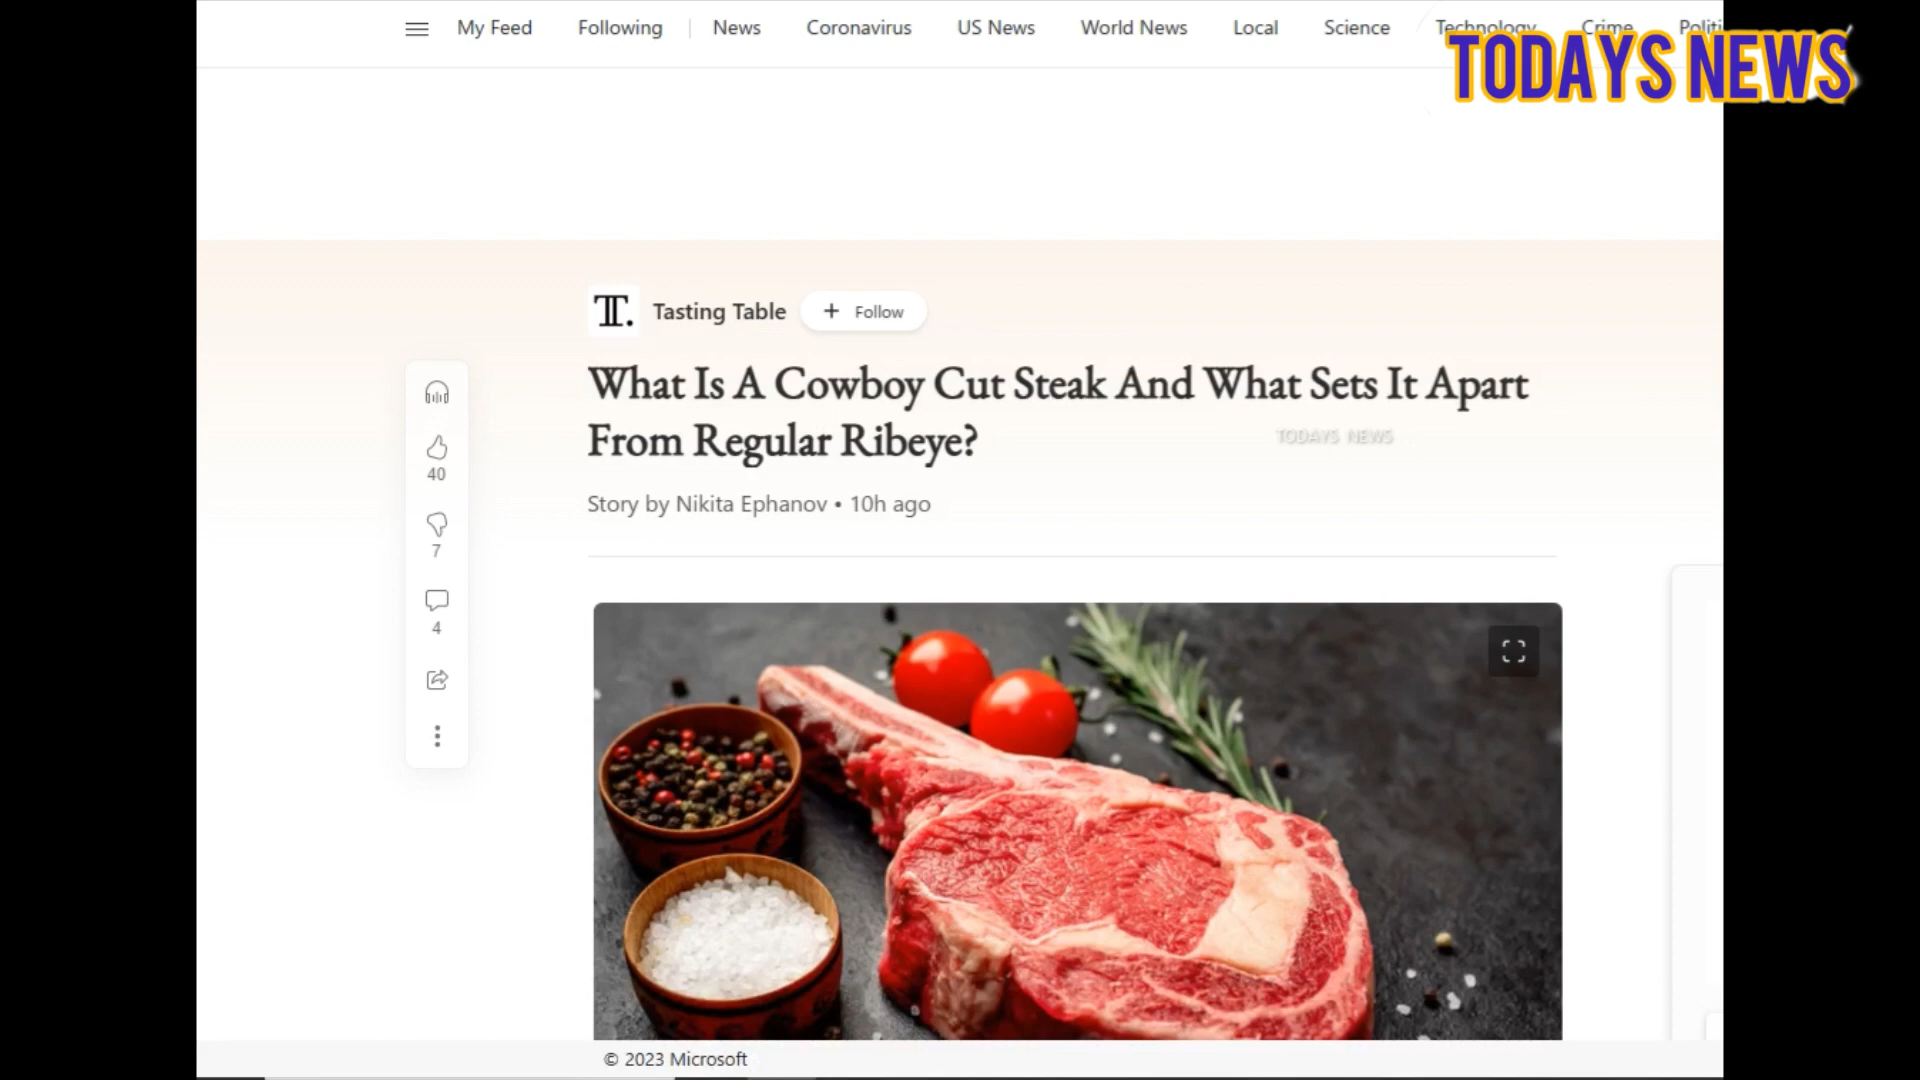 My Feed Following News Coronavirus US News World News Local Science Technology Crime
TODAYS NEWS
T. Tasting Table + Follow
What Is A Cowboy Cut Steak And What Sets It Apart
From Regular Ribeye?
TODAYS NEWS
Story by Nikita Ephanov • 10h ago
40
7
4
© 2023 Microsoft